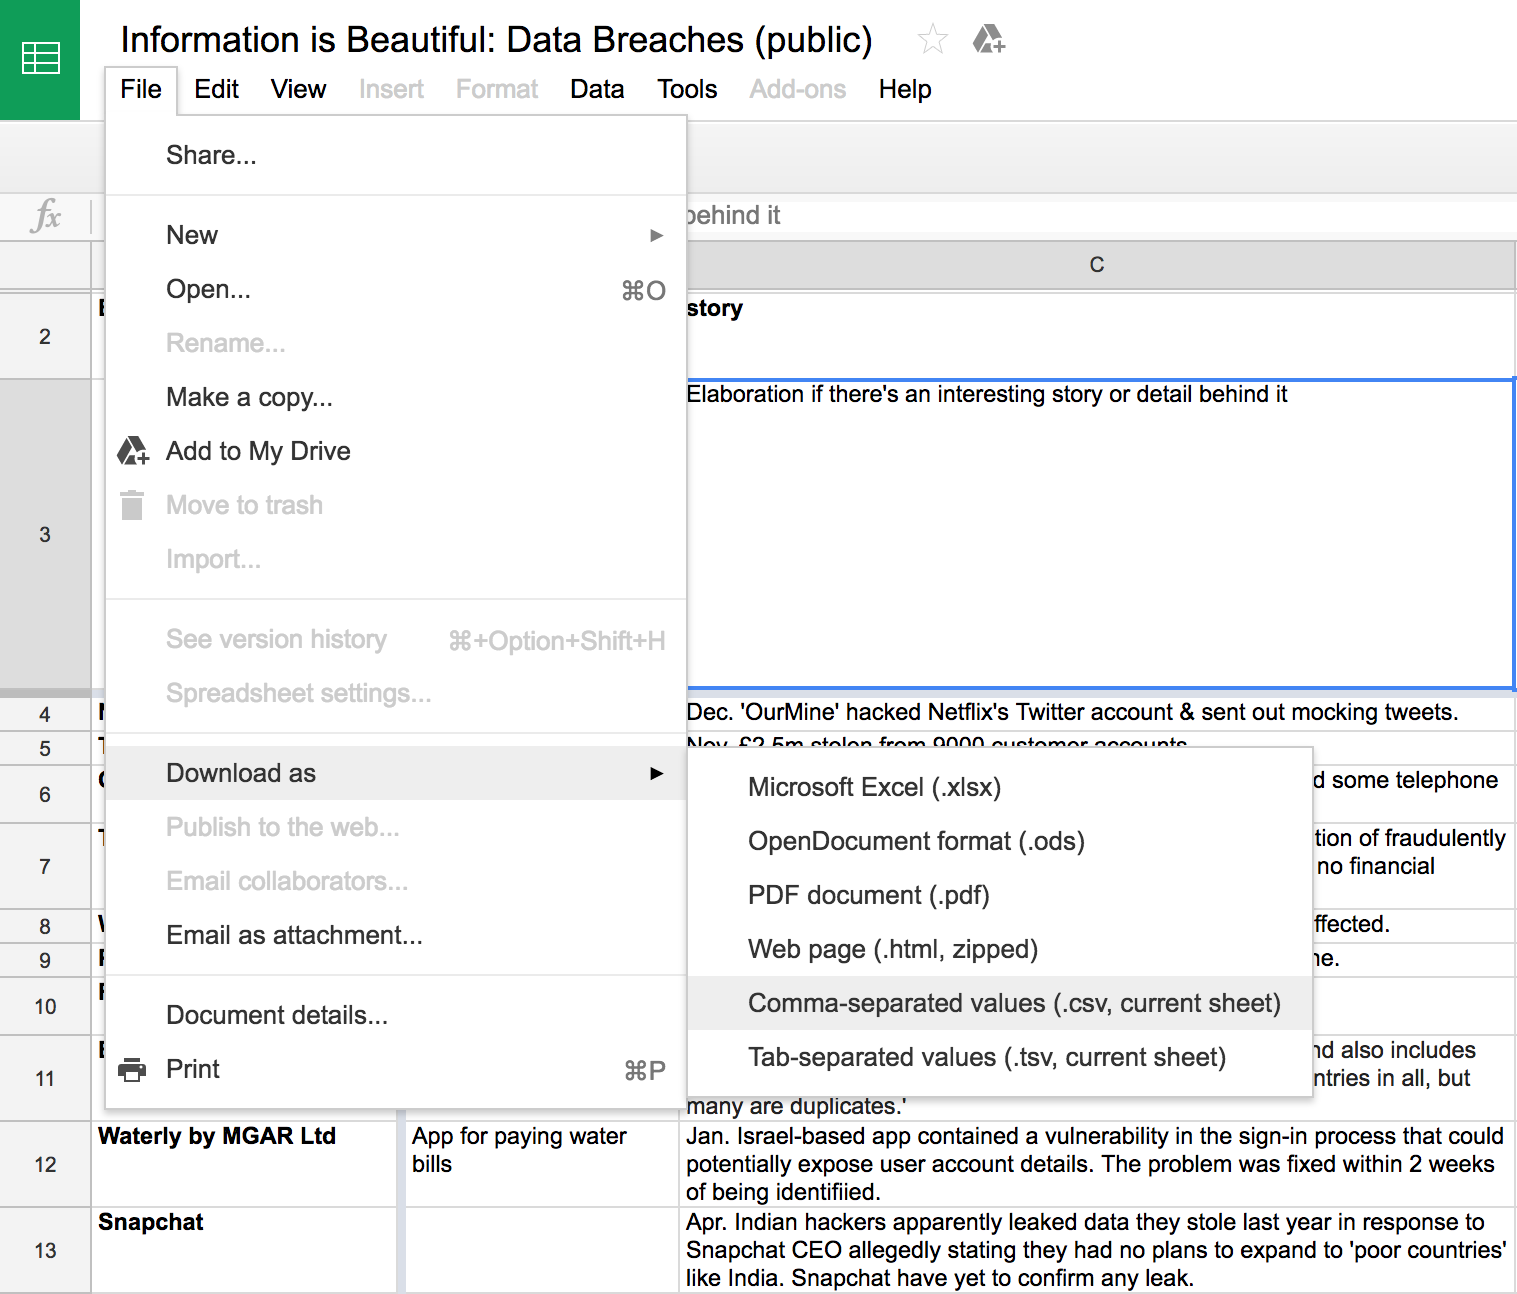 Information is Beautiful: Data Breaches (public)
File Edit View Insert Format Data Tools Add-ons Help
Share...
fx
behind it
New
C
Open... ⌘O
2
story
Rename...
Make a copy...
Elaboration if there's an interesting story or detail behind it
Add to My Drive
Move to trash
3
Import...
See version history ⌘+Option+Shift+H
Spreadsheet settings...
4
Dec. 'OurMine' hacked Netflix's Twitter account & sent out mocking tweets.
5
Nov. £2.5m stolen from 9000 customer accounts
Download as
Microsoft Excel (.xlsx)
OpenDocument format (.ods)
PDF document (.pdf)
Web page (.html, zipped)
Comma-separated values (.csv, current sheet)
Tab-separated values (.tsv, current sheet)
6
d some telephone
Publish to the web...
7
tion of fraudulently
no financial
Email collaborators...
8
ffected.
Email as attachment...
9
ne.
10
Document details...
11
nd also includes
ntries in all, but
many are duplicates.'
Print ⌘P
12
Waterly by MGAR Ltd
App for paying water
bills
Jan. Israel-based app contained a vulnerability in the sign-in process that could
potentially expose user account details. The problem was fixed within 2 weeks
of being identifiied.
13
Snapchat
Apr. Indian hackers apparently leaked data they stole last year in response to
Snapchat CEO allegedly stating they had no plans to expand to 'poor countries'
like India. Snapchat have yet to confirm any leak.